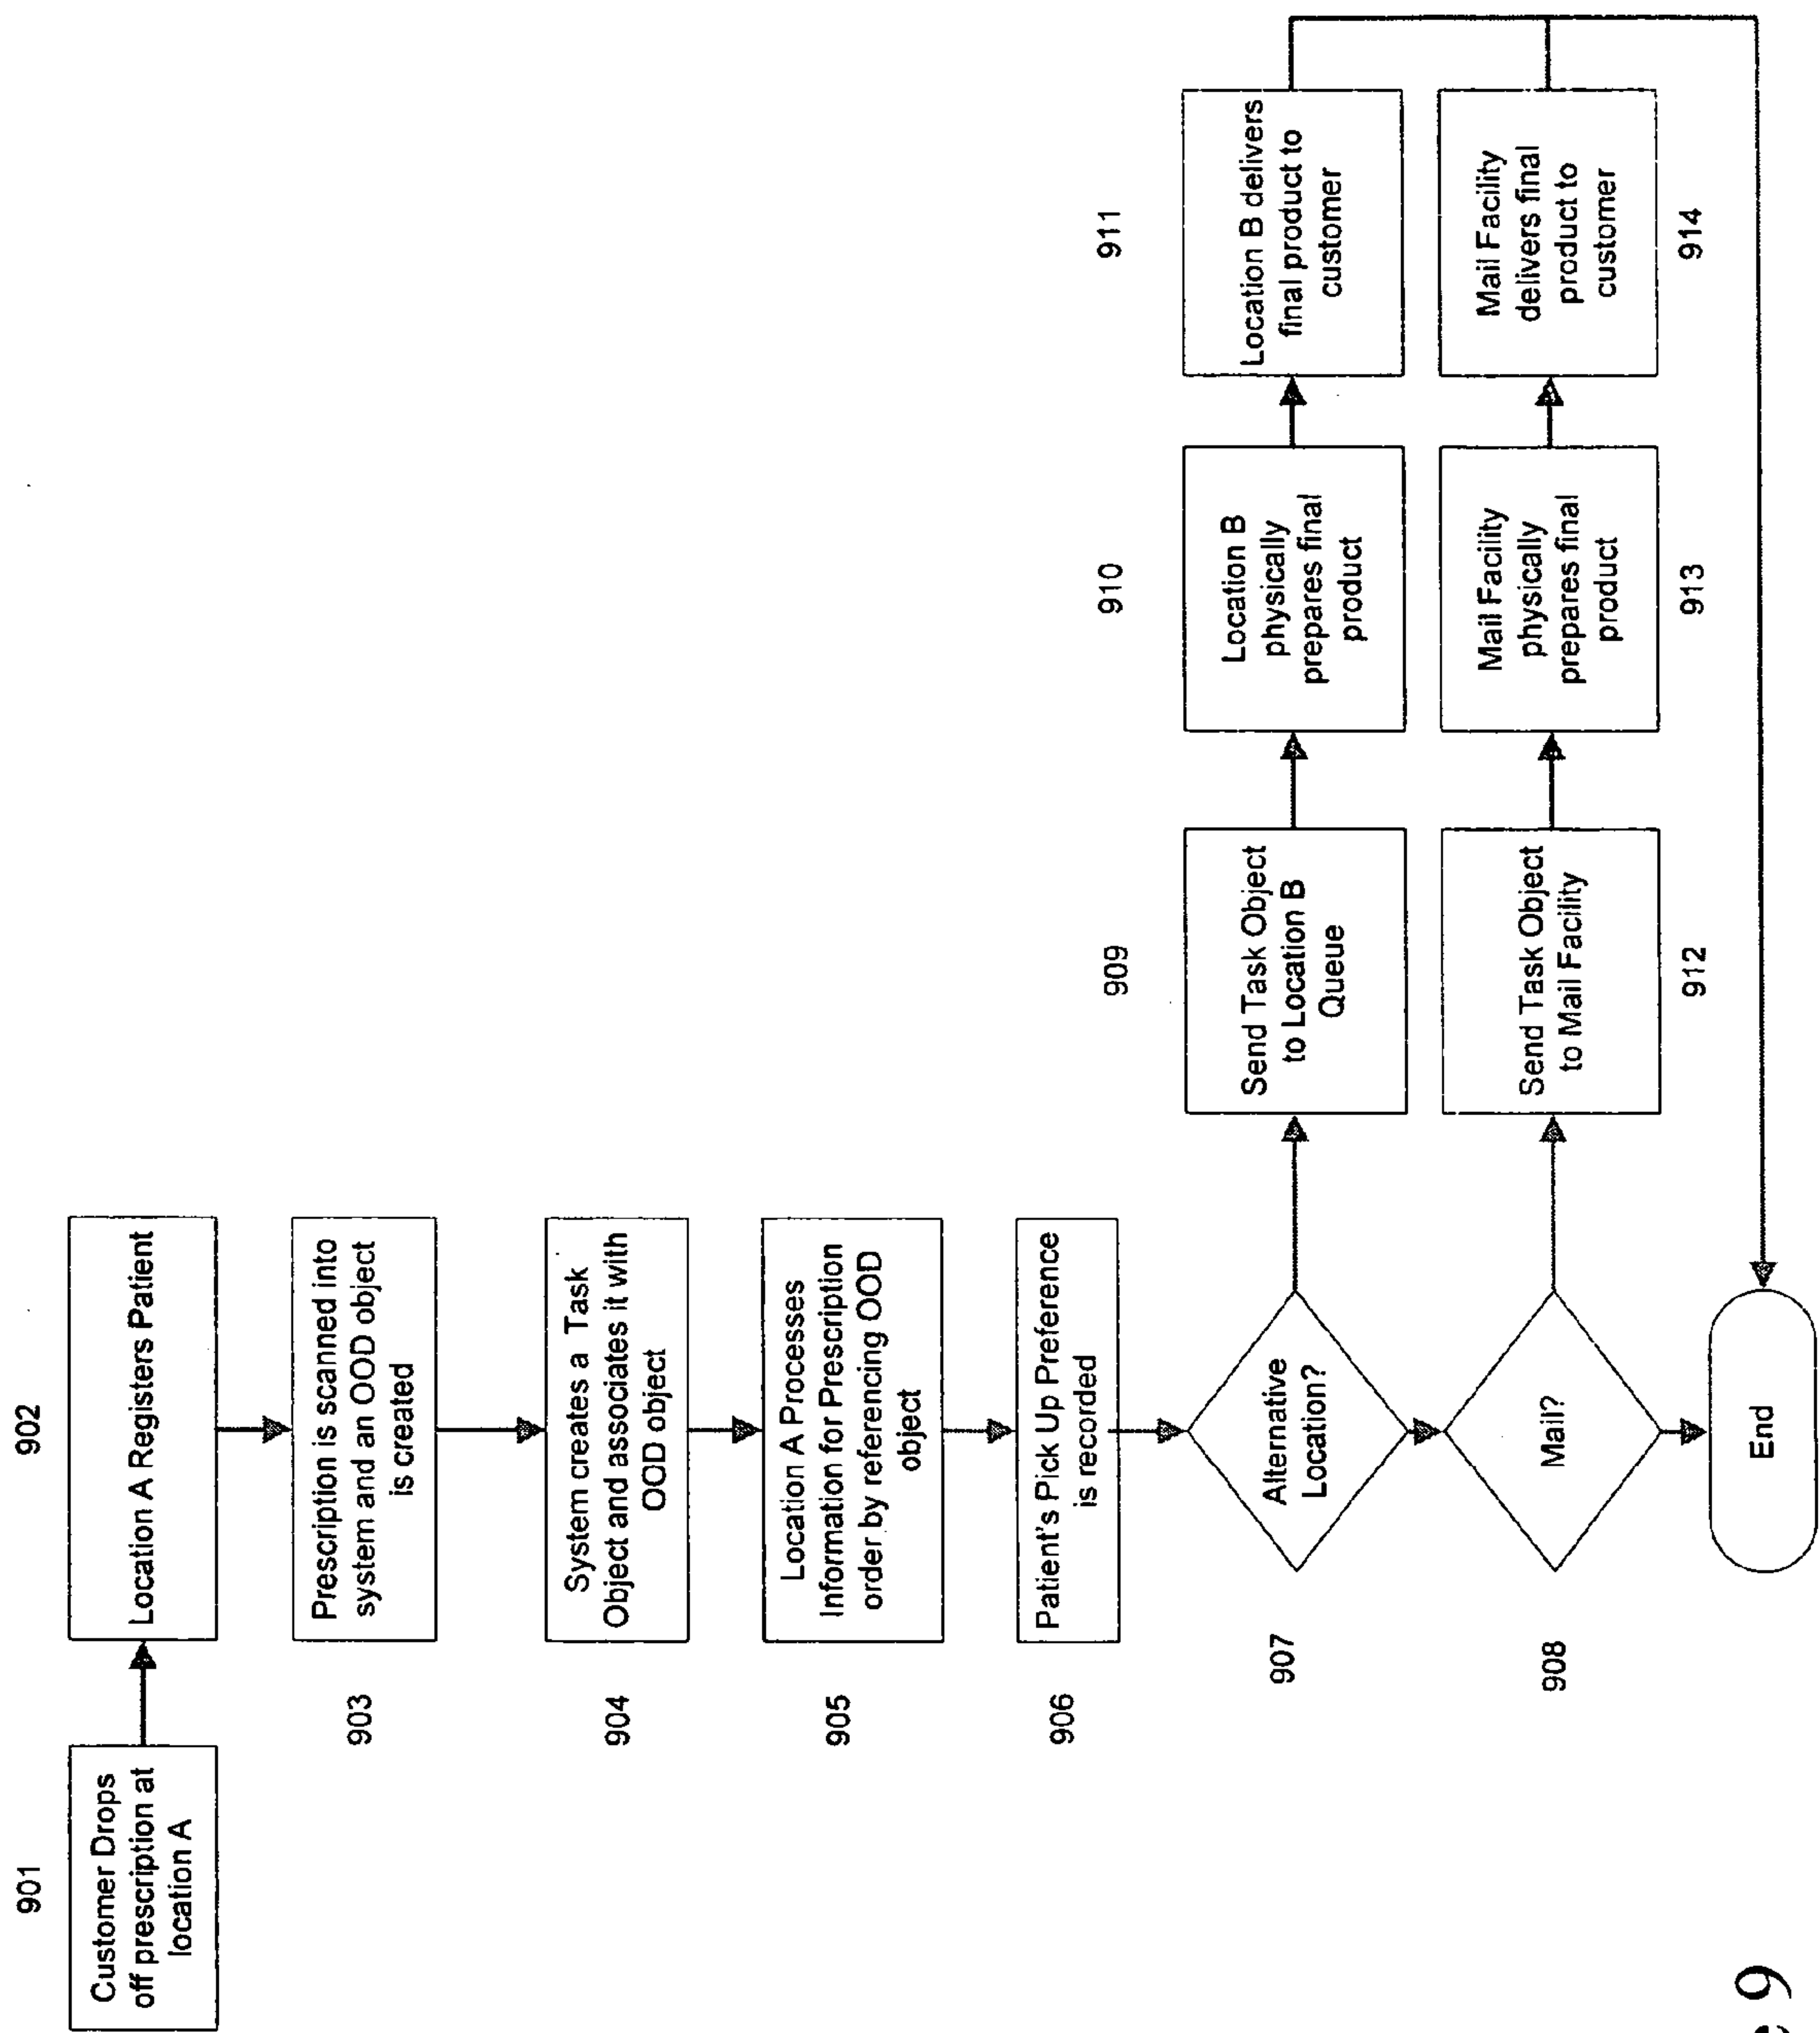 901
Customer Drops
off prescription at
location A
902
Location A Registers Patient
903
Prescription is scanned into
system and an OOD object
is created
904
System creates a Task
Object and associates it with
OOD object
905
Location A Processes
Information for Prescription
order by referencing OOD
object
906
Patient's Pick Up Preference
is recorded
907
Alternative
Location?
909
Send Task Object
to Location B
Queue
910
Location B
physically
prepares final
product
911
Location B delivers
final product to
customer
908
Mail?
Send Task Object
to Mail Facility
912
Mail Facility
physically
prepares final
product
913
Mail Facility
delivers final
product to
customer
914
End
9